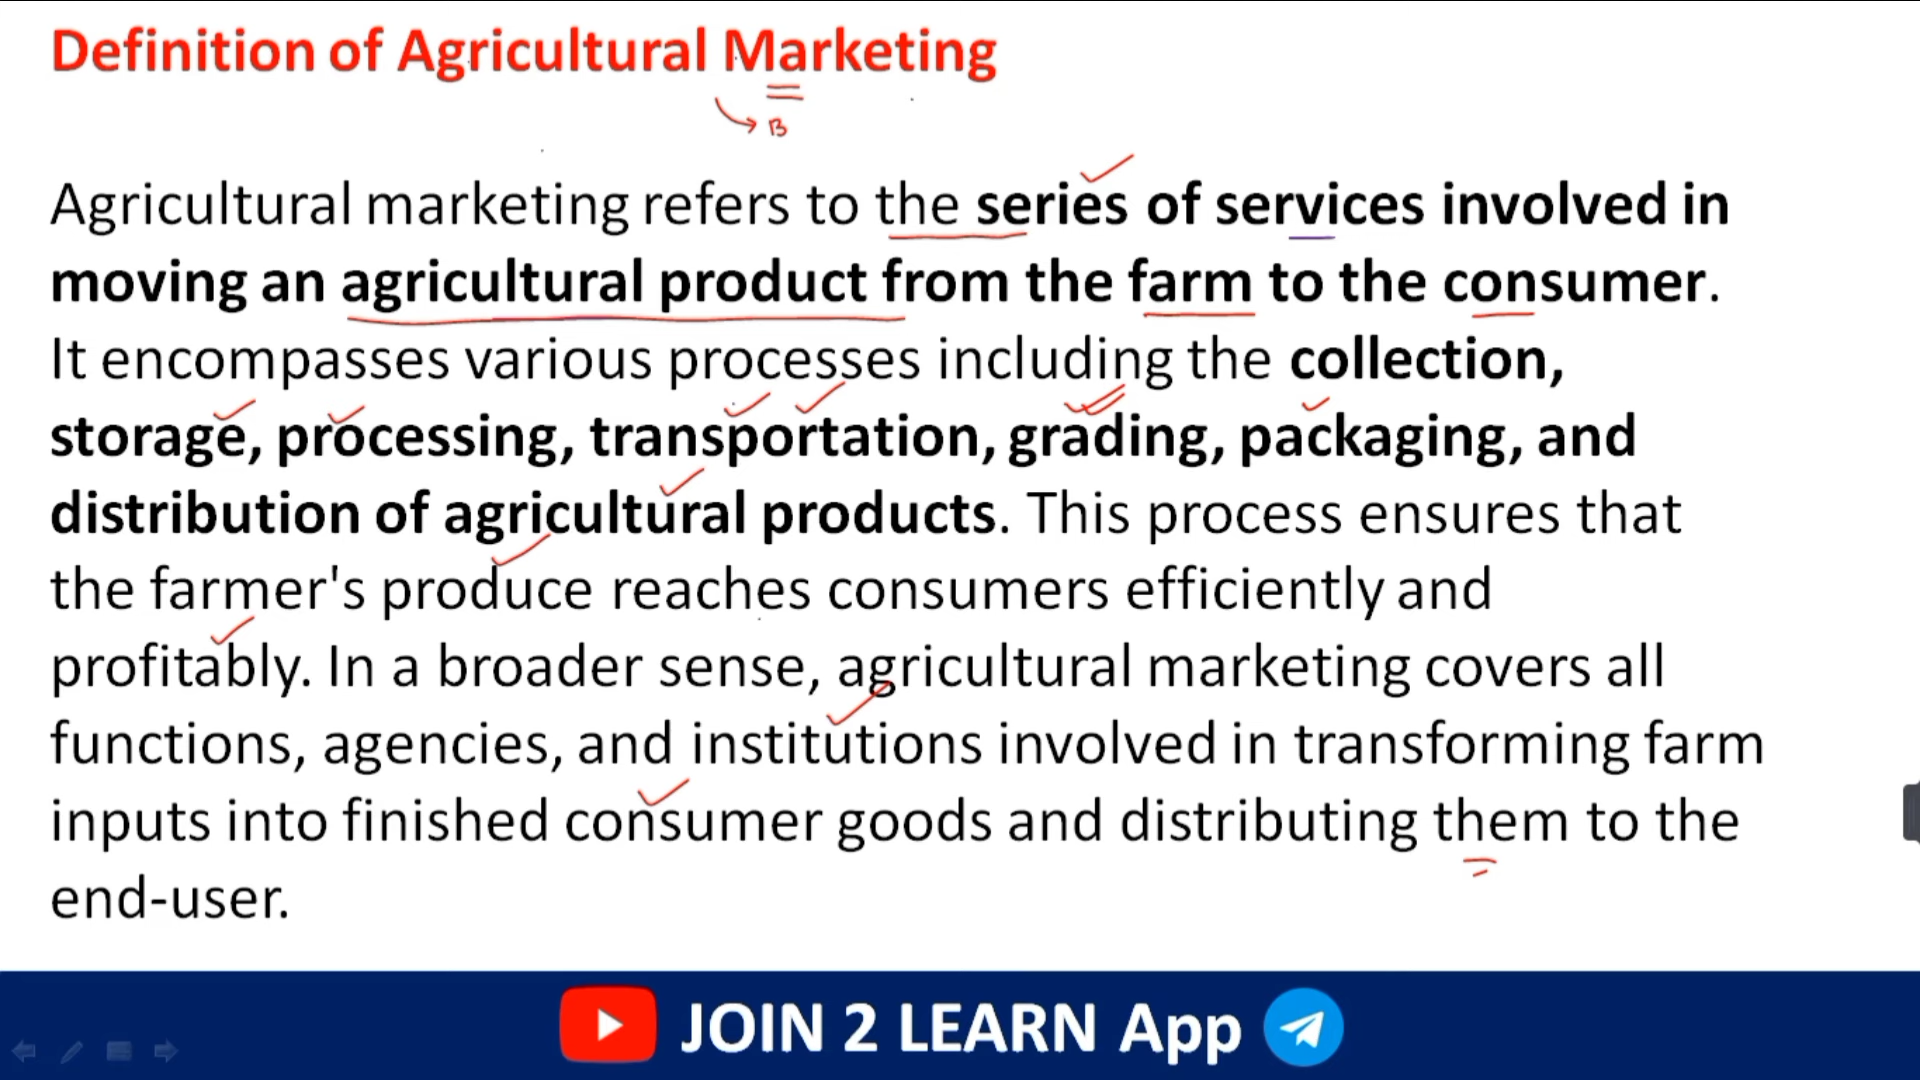 Definition of Agricultural Marketing
B
Agricultural marketing refers to the series of services involved in
moving an agricultural product from the farm to the consumer.
It encompasses various processes including the collection,
storage, processing, transportation, grading, packaging, and
distribution of agricultural products. This process ensures that
the farmer's produce reaches consumers efficiently and
profitably. In a broader sense, agricultural marketing covers all
functions, agencies, and institutions involved in transforming farm
inputs into finished consumer goods and distributing them to the
end-user.
JOIN 2 LEARN App